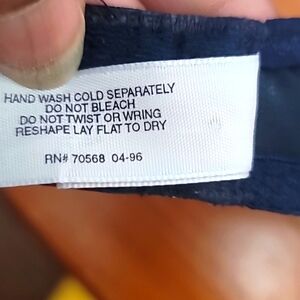 HAND WASH COLD SEPARATELY
DO NOT BLEACH
DO NOT TWIST OR WRING
RESHAPE LAY FLAT TO DRY
RN# 70568 04-96